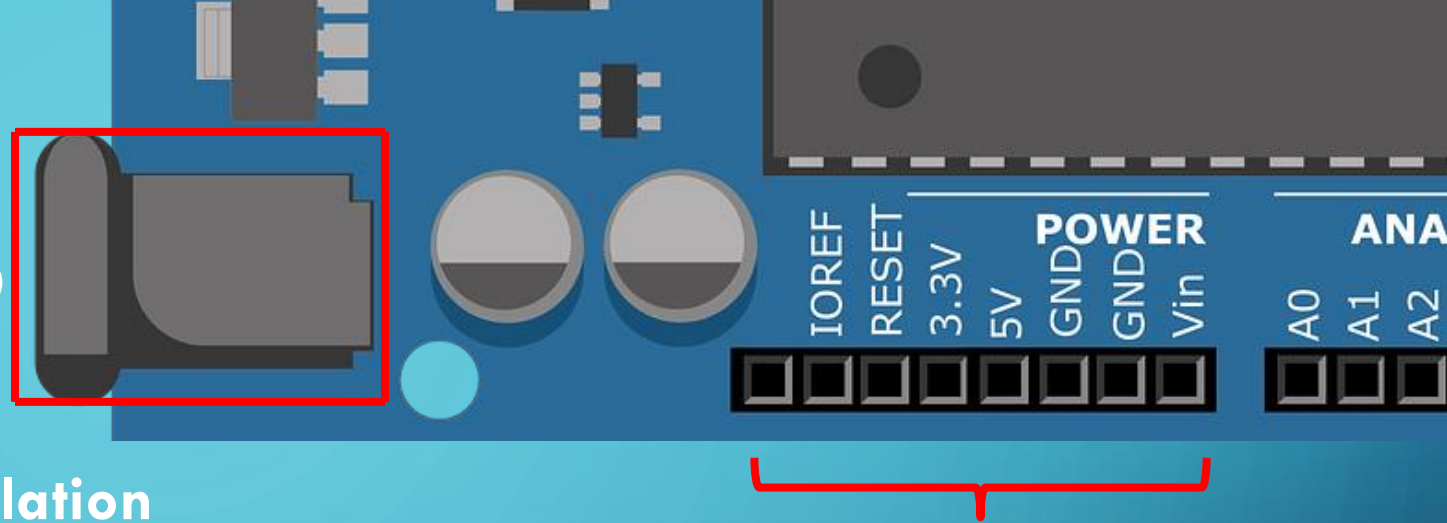 POWER
ANA
IOREF
RESET
3.3V
5V
GND
GND
Vin
A0
A1
A2
)
lation